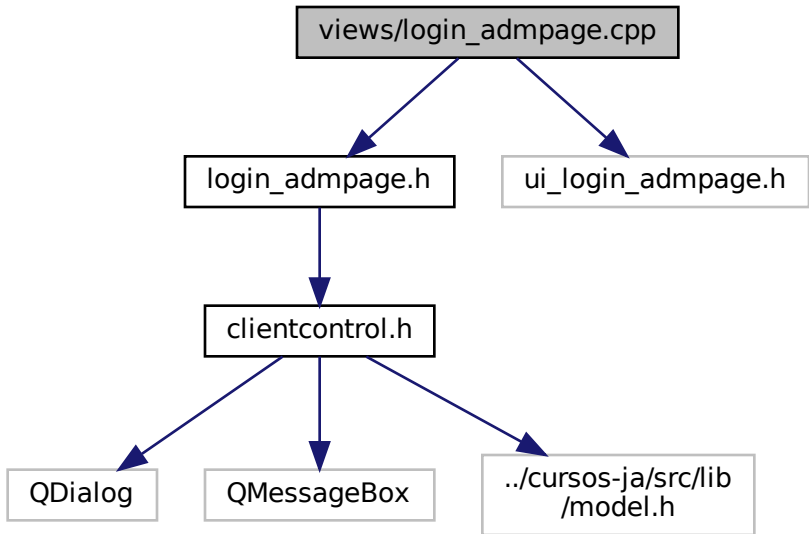 views/login_admpage.cpp
login_admpage.h
ui_login_admpage.h
clientcontrol.h
QDialog
QMessageBox
../cursos-ja/src/lib
/model.h